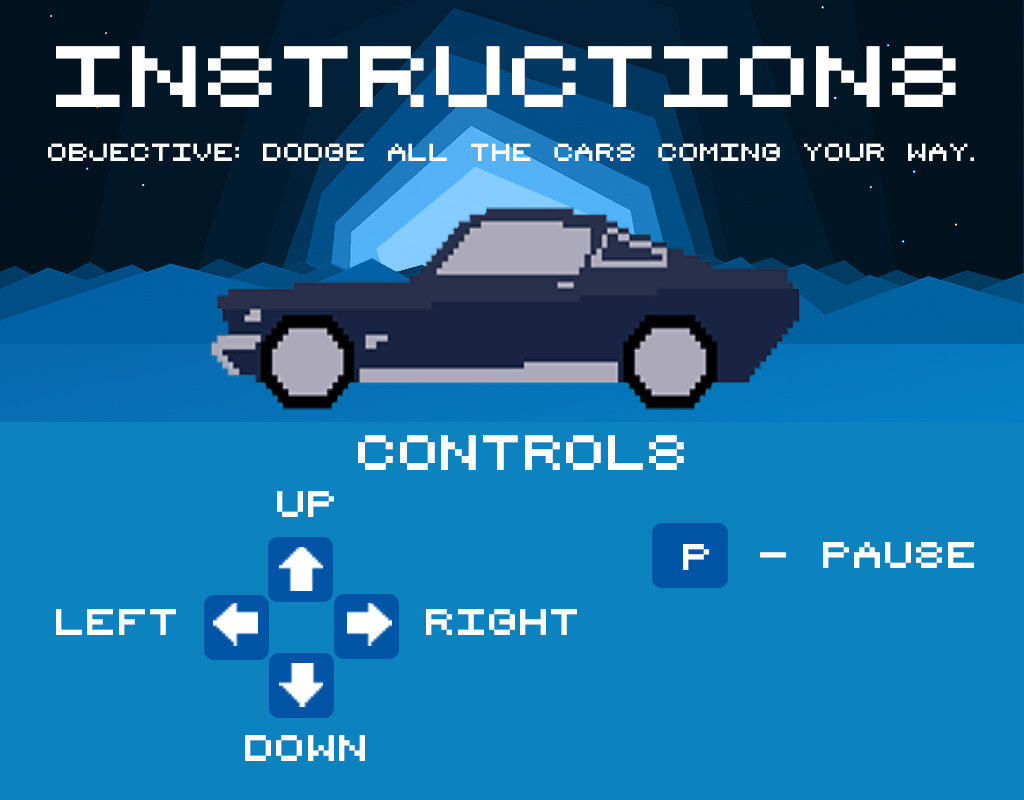 INSTRUCTIONS
OBJECTIVE: DODGE ALL THE CARS COMING YOUR WAY.
CONTROLS
UP
P - PAUSE
LEFT RIGHT
DOWN